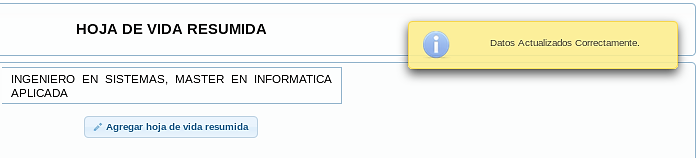 HOJA DE VIDA RESUMIDA
Datos Actualizados Correctamente.
INGENIERO EN SISTEMAS, MASTER EN INFORMATICA
APLICADA
Agregar hoja de vida resumida